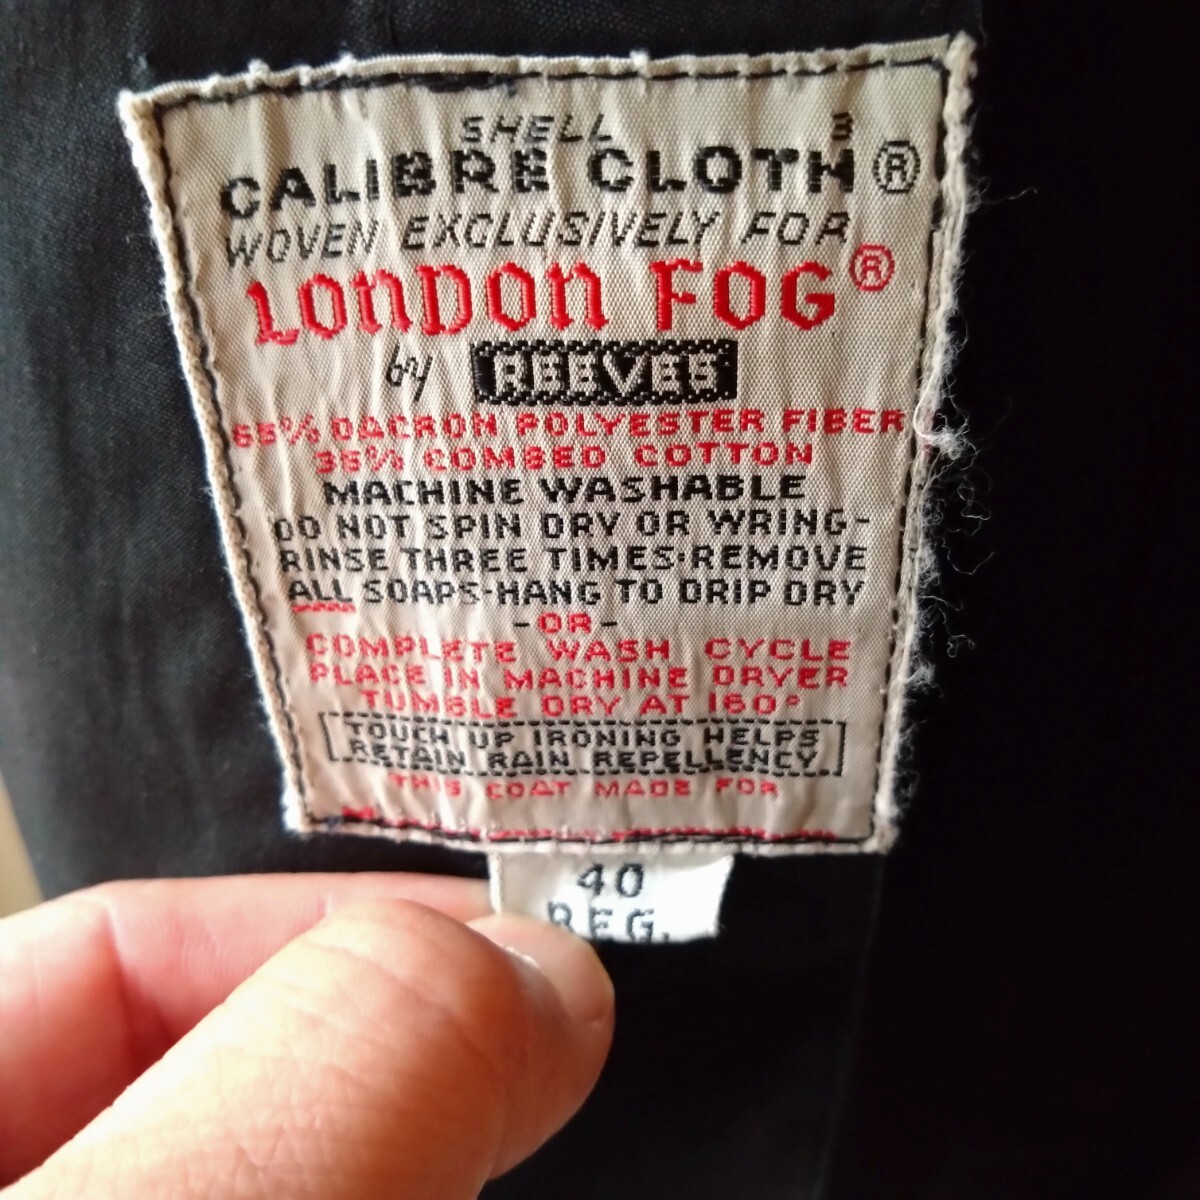 SHELL 3
CALIBRE CLOTH®
WOVEN EXCLUSIVELY FOR
LONDON FOG®
by REEVES
65% DACRON POLYESTER FIBER
35% COMBED COTTON
MACHINE WASHABLE
DO NOT SPIN DRY OR WRING-
RINSE THREE TIMES·REMOVE
ALL SOAPS·HANG TO DRIP DRY
-OR-
COMPLETE WASH CYCLE
PLACE IN MACHINE DRYER
TUMBLE DRY AT 160°
TOUCH UP IRONING HELPS
RETAIN RAIN REPELLENCY
THIS COAT MADE FOR
40
REG.